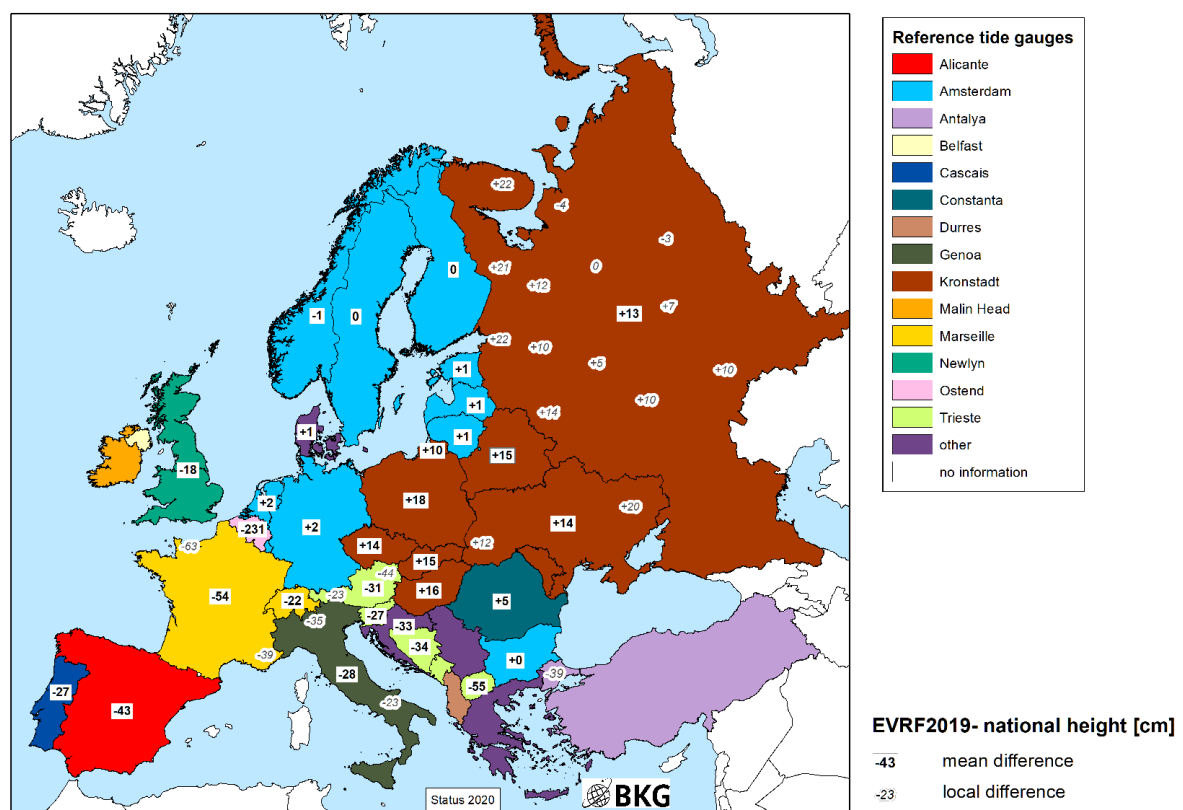 Reference tide gauges
Alicante
Amsterdam
Antalya
Belfast
Cascais
Constanta
Durres
Genoa
Kronstadt
Malin Head
Marseille
Newlyn
Ostend
Trieste
other
no information
EVRF2019- national height [cm]
-43 mean difference
-23 local difference
+22
-4
-3
+21
0
0
+12
-1
0
+7
+13
+22
+10
+5
+1
+10
+1
+10
+14
+1
+1
+10
+15
-18
+2
+18
+20
-231
+2
+14
-63
+14
+12
+15
-44
-31
+16
-54
-22
-23
+5
-27
-35
-33
-34
-39
+0
-28
-39
-55
-27
-23
-43
Status 2020
BKG